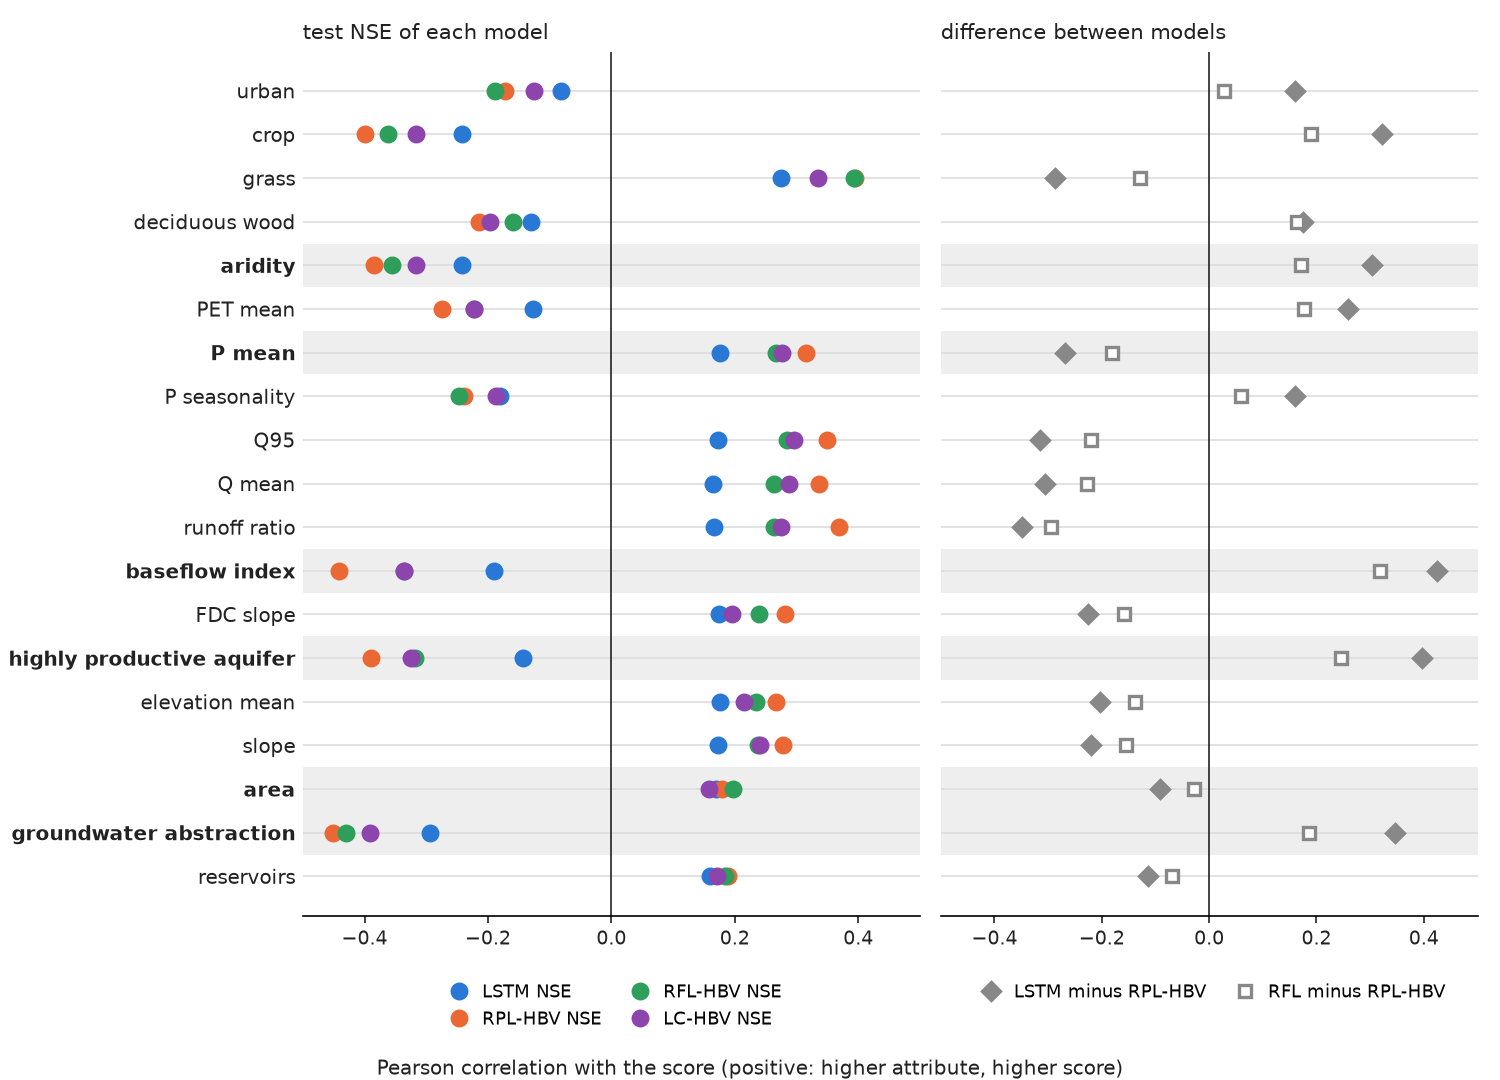 test NSE of each model
difference between models
urban
crop
grass
deciduous wood
aridity
PET mean
P mean
P seasonality
Q95
Q mean
runoff ratio
baseflow index
FDC slope
highly productive aquifer
elevation mean
slope
area
groundwater abstraction
reservoirs
−0.4 −0.2 0.0 0.2 0.4
−0.4 −0.2 0.0 0.2 0.4
LSTM NSE
RPL-HBV NSE
RFL-HBV NSE
LC-HBV NSE
LSTM minus RPL-HBV
RFL minus RPL-HBV
Pearson correlation with the score (positive: higher attribute, higher score)